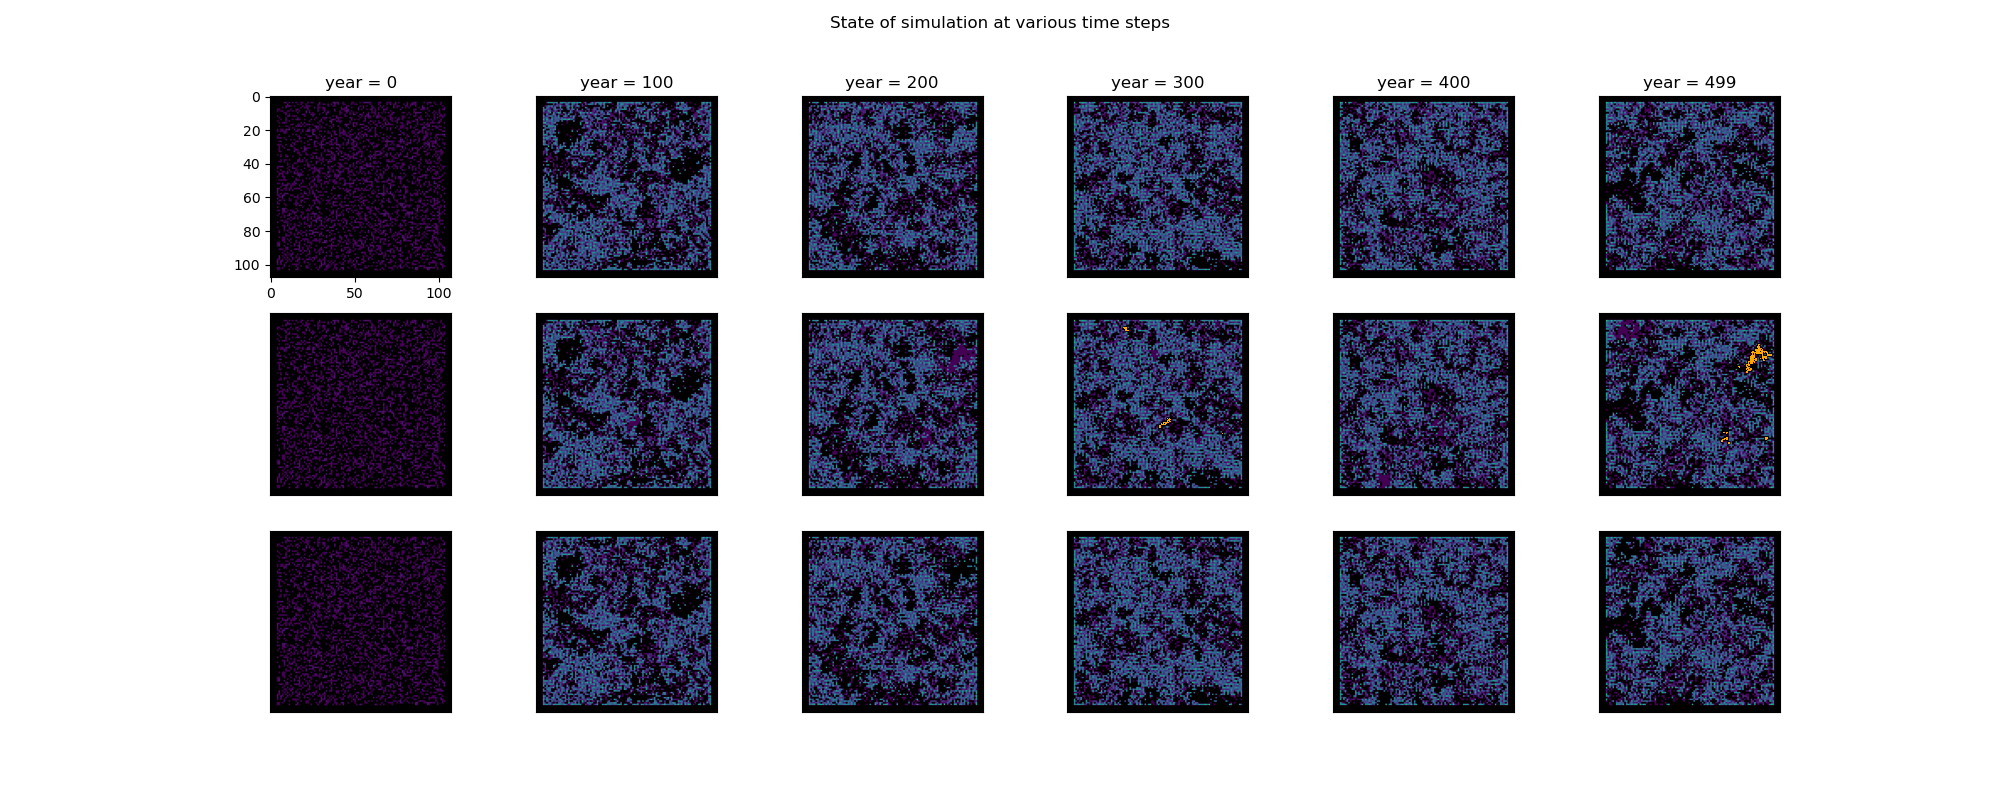 State of simulation at various time steps
year = 0
year = 100
year = 200
year = 300
year = 400
year = 499
0
20
40
60
80
100
0
50
100